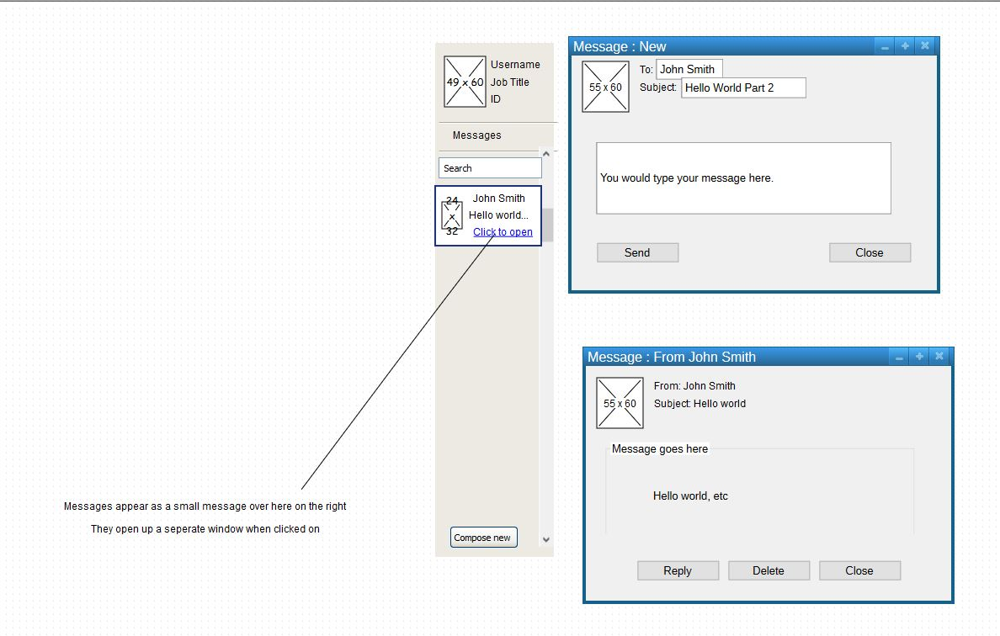 49 x 60
Username
Job Title
ID
Messages
Search
24
x
32
John Smith
Hello world...
Click to open
Compose new
Messages appear as a small message over here on the right
They open up a seperate window when clicked on
Message : New
55 x 60
To: John Smith
Subject: Hello World Part 2
You would type your message here.
Send Close
Message : From John Smith
55 x 60
From: John Smith
Subject: Hello world
Message goes here
Hello world, etc
Reply Delete Close